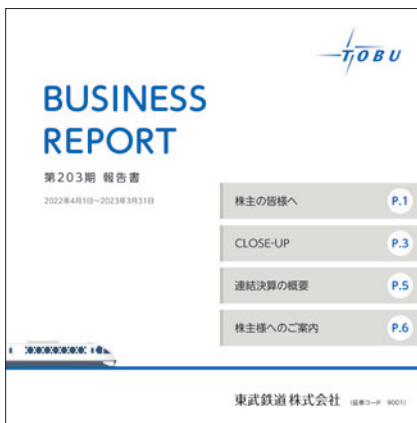 TOBU
BUSINESS
REPORT
第203期 報告書
2022年4月1日~2023年3月31日
株主の皆様へ P.1
CLOSE-UP P.3
連結決算の概要 P.5
株主様へのご案内 P.6
東武鉄道株式会社 (証券コード 9001)